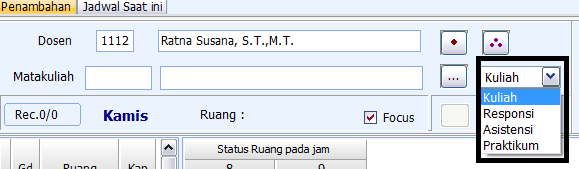 Penambahan Jadwal Saat ini
Dosen 1112 Ratna Susana, S.T.,M.T.
Matakuliah ... Kuliah
Kuliah
Responsi
Asistensi
Praktikum
Rec.0/0 Kamis Ruang : Focus
Status Ruang pada jam
Gd Ruang Kap 8 9